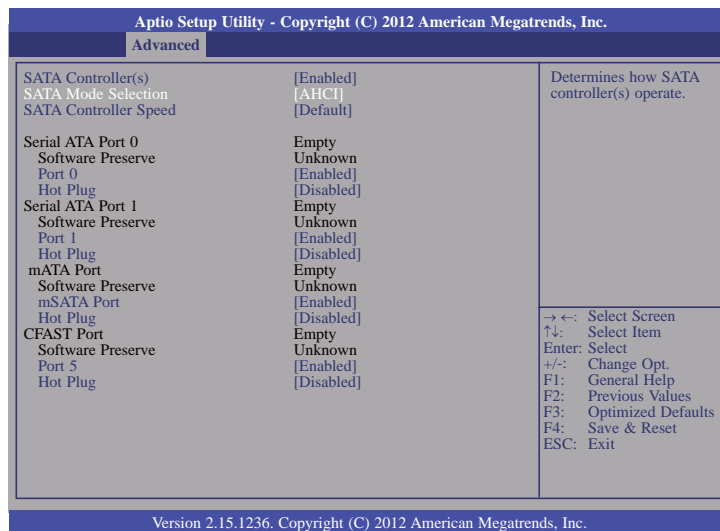 Aptio Setup Utility - Copyright (C) 2012 American Megatrends, Inc.
Advanced
SATA Controller(s) [Enabled]
SATA Mode Selection [AHCI]
SATA Controller Speed [Default]
Serial ATA Port 0 Empty
Software Preserve Unknown
Port 0 [Enabled]
Hot Plug [Disabled]
Serial ATA Port 1 Empty
Software Preserve Unknown
Port 1 [Enabled]
Hot Plug [Disabled]
mATA Port Empty
Software Preserve Unknown
mSATA Port [Enabled]
Hot Plug [Disabled]
CFAST Port Empty
Software Preserve Unknown
Port 5 [Enabled]
Hot Plug [Disabled]
Determines how SATA
controller(s) operate.
→←: Select Screen
↑↓: Select Item
Enter: Select
+/-: Change Opt.
F1: General Help
F2: Previous Values
F3: Optimized Defaults
F4: Save & Reset
ESC: Exit
Version 2.15.1236. Copyright (C) 2012 American Megatrends, Inc.